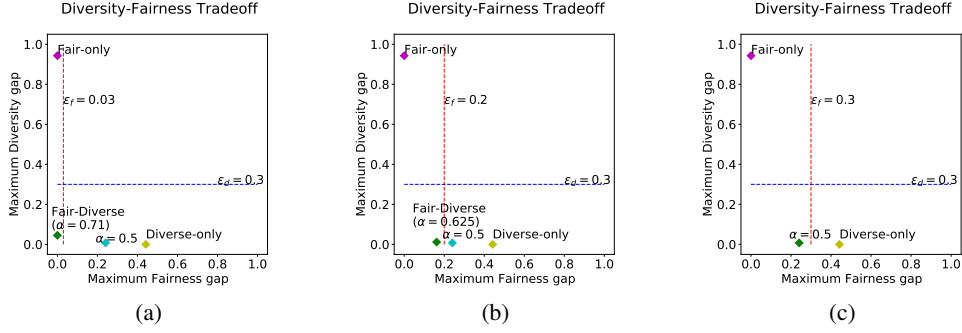 Diversity-Fairness Tradeoff
Maximum Diversity gap
1.0
0.8
0.6
0.4
0.2
0.0
Fair-only
ε_f = 0.03
ε_d = 0.3
Fair-Diverse
(α = 0.71)
α = 0.5
Diverse-only
0.0 0.2 0.4 0.6 0.8 1.0
Maximum Fairness gap
(a)
Diversity-Fairness Tradeoff
Maximum Diversity gap
1.0
0.8
0.6
0.4
0.2
0.0
Fair-only
ε_f = 0.2
ε_d = 0.3
Fair-Diverse
(α = 0.625)
α = 0.5
Diverse-only
0.0 0.2 0.4 0.6 0.8 1.0
Maximum Fairness gap
(b)
Diversity-Fairness Tradeoff
Maximum Diversity gap
1.0
0.8
0.6
0.4
0.2
0.0
Fair-only
ε_f = 0.3
ε_d = 0.3
α = 0.5
Diverse-only
0.0 0.2 0.4 0.6 0.8 1.0
Maximum Fairness gap
(c)